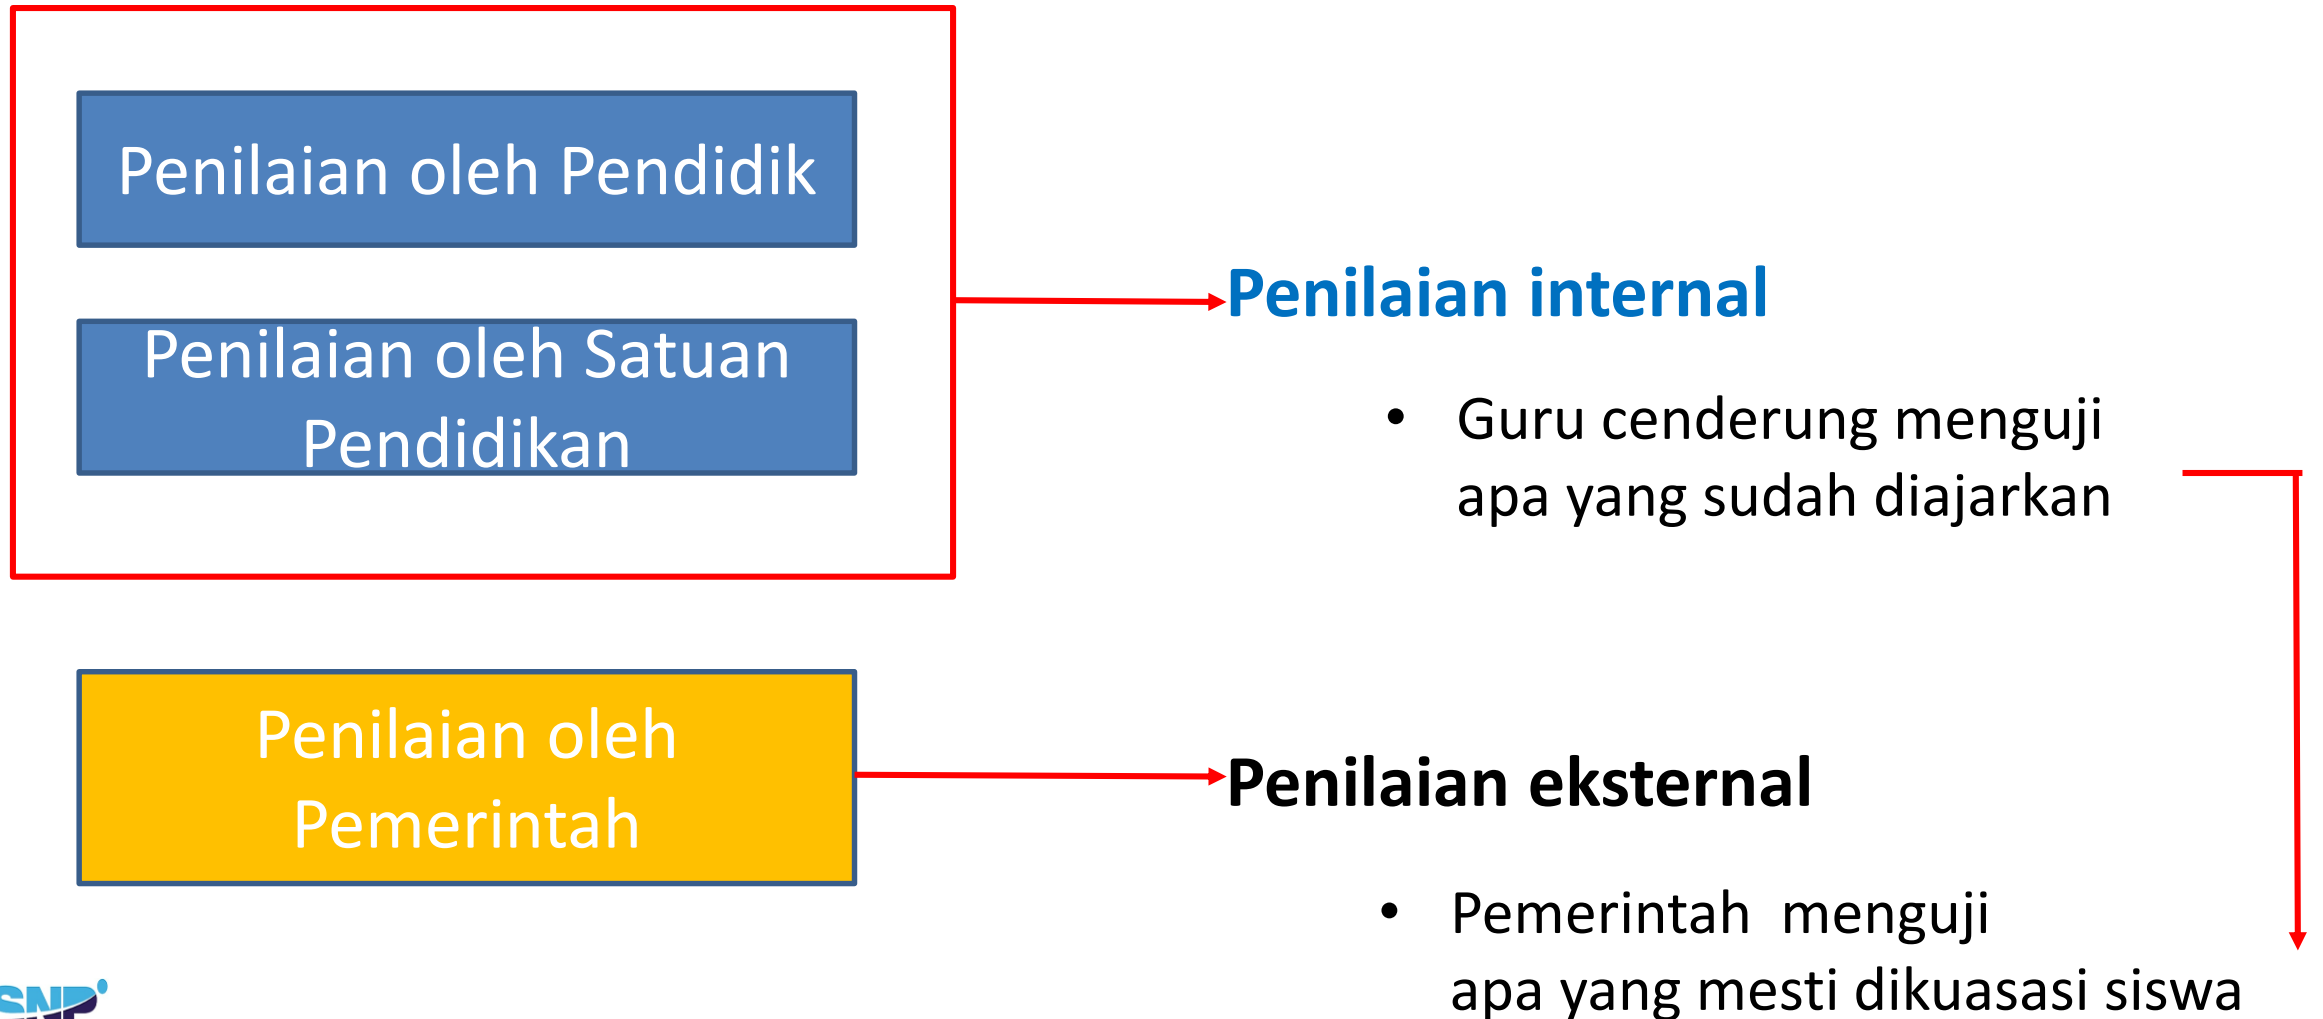 Penilaian oleh Pendidik
Penilaian oleh Satuan
Pendidikan
Penilaian internal
• Guru cenderung menguji
apa yang sudah diajarkan
Penilaian oleh
Pemerintah
Penilaian eksternal
• Pemerintah menguji
apa yang mesti dikuasasi siswa
SNP